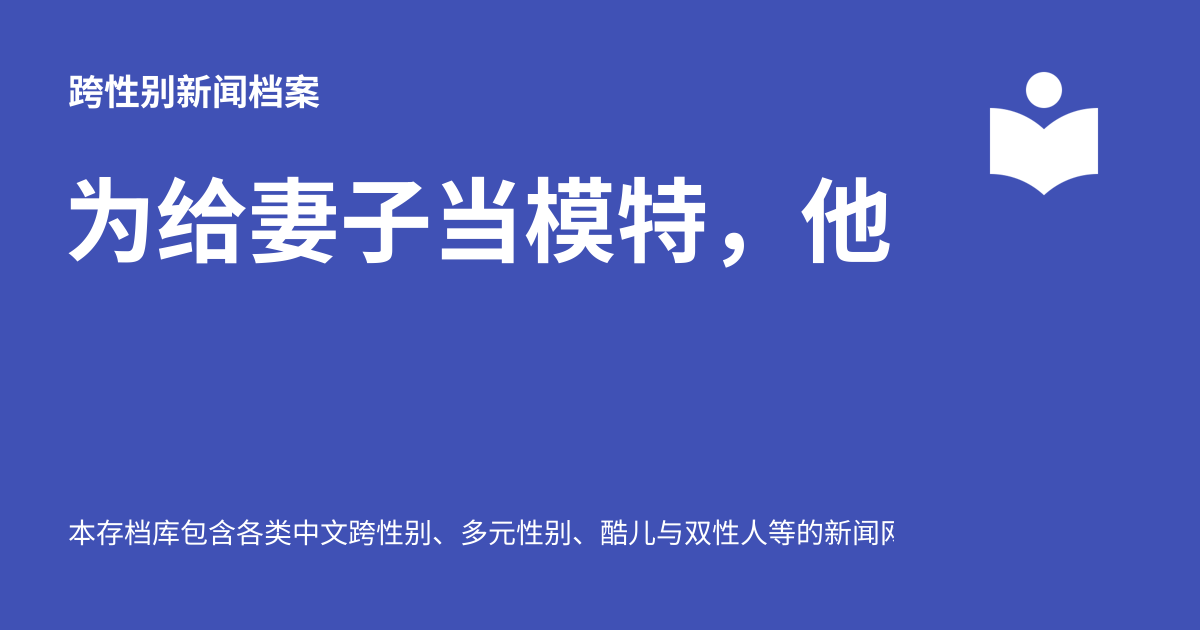 跨性别新闻档案
为给妻子当模特，他
本存档库包含各类中文跨性别、多元性别、酷儿与双性人等的新闻